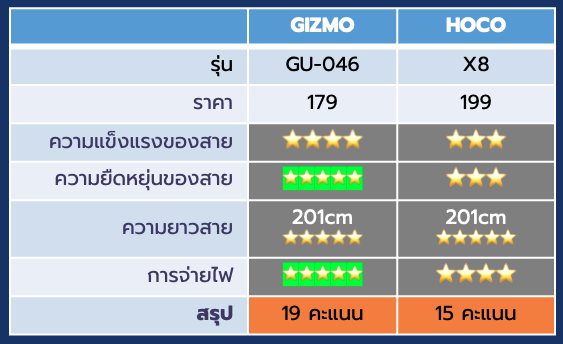 GIZMO HOCO
รุ่น GU-046 X8
ราคา 179 199
ความแข็งแรงของสาย
ความยืดหยุ่นของสาย
ความยาวสาย 201cm 201cm
การจ่ายไฟ
สรุป 19 คะแนน 15 คะแนน